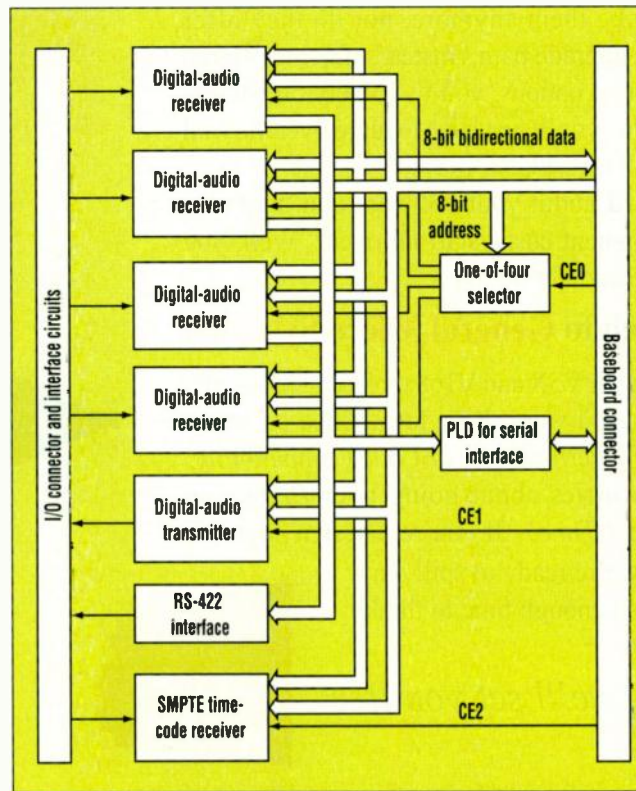 Digital-audio
receiver
8-bit bidirectional data
Digital-audio
receiver
8-bit
address
One-of-four
selector
CE0
Digital-audio
receiver
I/O connector and interface circuits
Baseboard connector
Digital-audio
receiver
PLD for serial
interface
Digital-audio
transmitter
CE1
RS-422
interface
SMPTE time-
code receiver
CE2